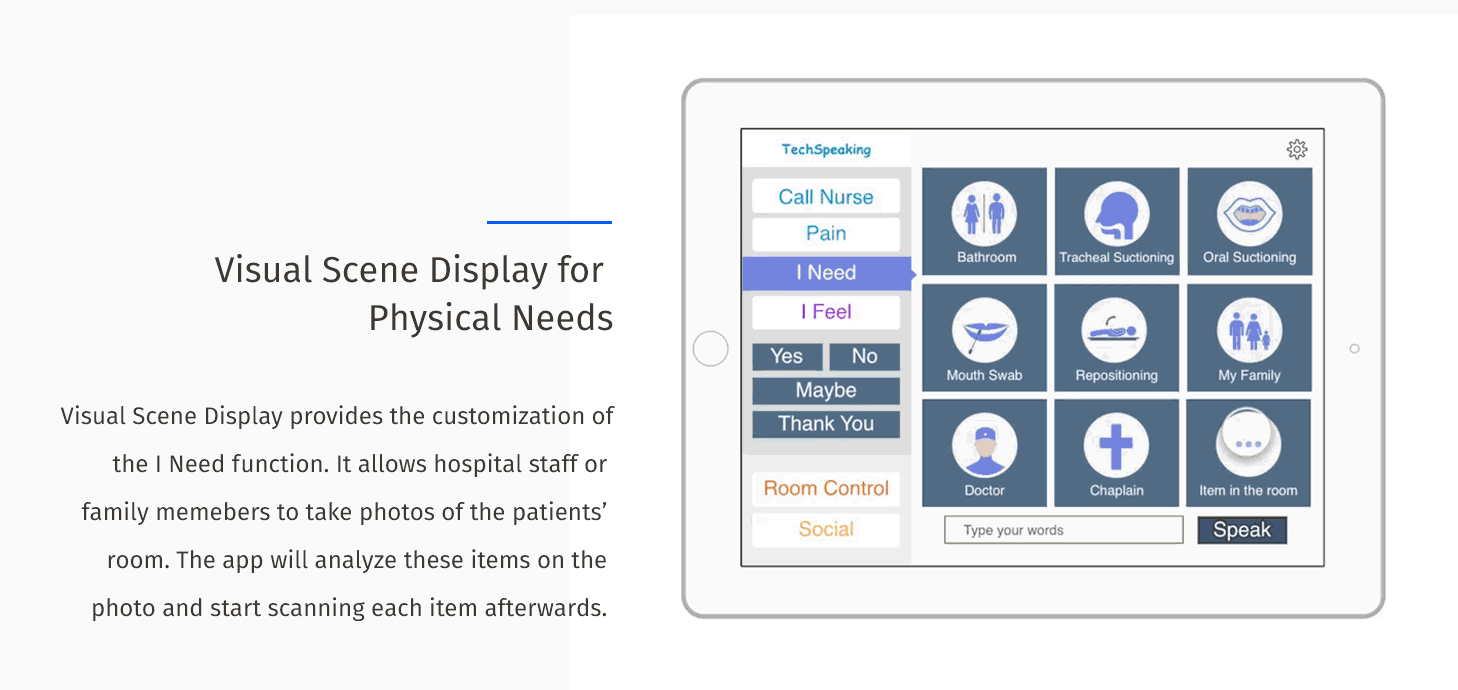 Visual Scene Display for
Physical Needs
Visual Scene Display provides the customization of
the I Need function. It allows hospital staff or
family memebers to take photos of the patients’
room. The app will analyze these items on the
photo and start scanning each item afterwards.
TechSpeaking
Call Nurse
Pain
I Need
I Feel
Yes No
Maybe
Thank You
Room Control
Social
Bathroom Tracheal Suctioning Oral Suctioning
Mouth Swab Repositioning My Family
Doctor Chaplain Item in the room
Type your words Speak